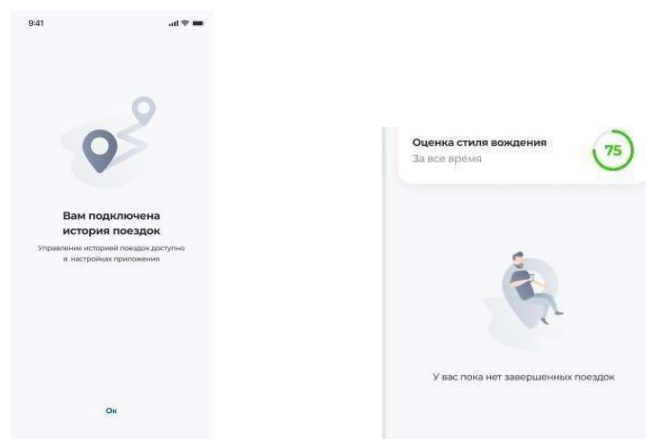 9:41
Вам подключена
история поездок
Управление историей поездок доступно
в настройках приложения
Ок
Оценка стиля вождения
За все время
75
У вас пока нет завершенных поездок